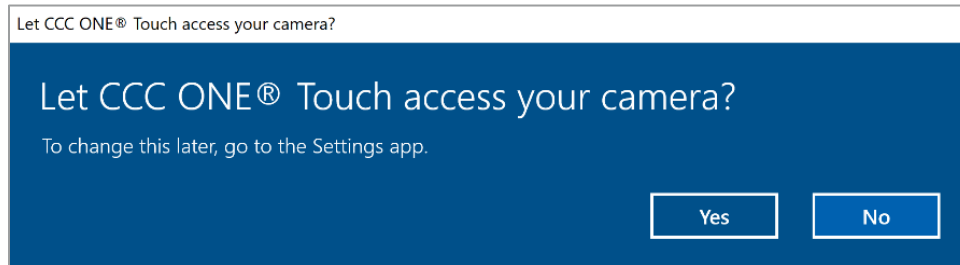 Let CCC ONE® Touch access your camera?
Let CCC ONE® Touch access your camera?
To change this later, go to the Settings app.
Yes No